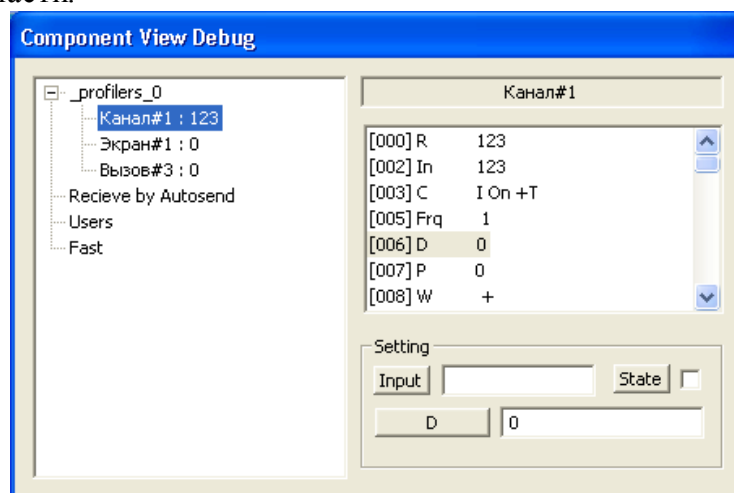 Component View Debug
_profilers_0
Канал#1 : 123
Экран#1 : 0
Вызов#3 : 0
Recieve by Autosend
Users
Fast
Канал#1
[000] R 123
[002] In 123
[003] C I On +T
[005] Frq 1
[006] D 0
[007] P 0
[008] W +
Setting
Input State
D 0